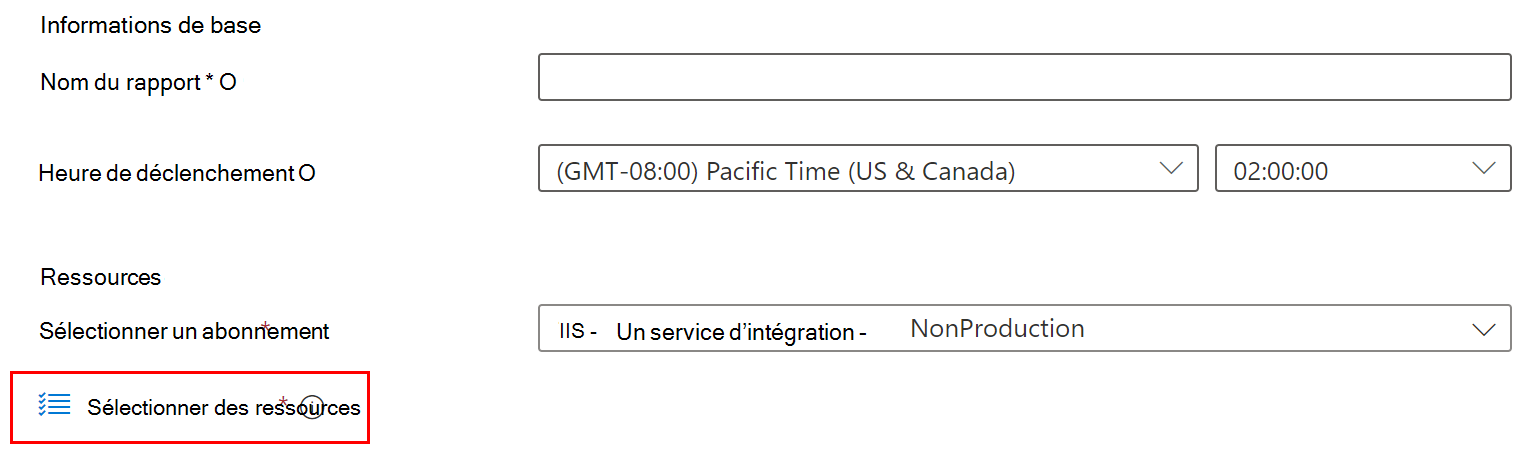 Informations de base
Nom du rapport * O
Heure de déclenchement O (GMT-08:00) Pacific Time (US & Canada) 02:00:00
Ressources
Sélectionner un abonnement * IIS - Un service d’intégration - NonProduction
Sélectionner des ressources *